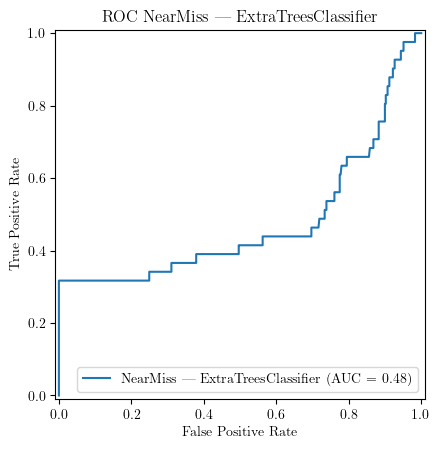 ROC NearMiss — ExtraTreesClassifier
1.0
0.8
0.6
0.4
0.2
0.0
True Positive Rate
NearMiss — ExtraTreesClassifier (AUC = 0.48)
0.0 0.2 0.4 0.6 0.8 1.0
False Positive Rate